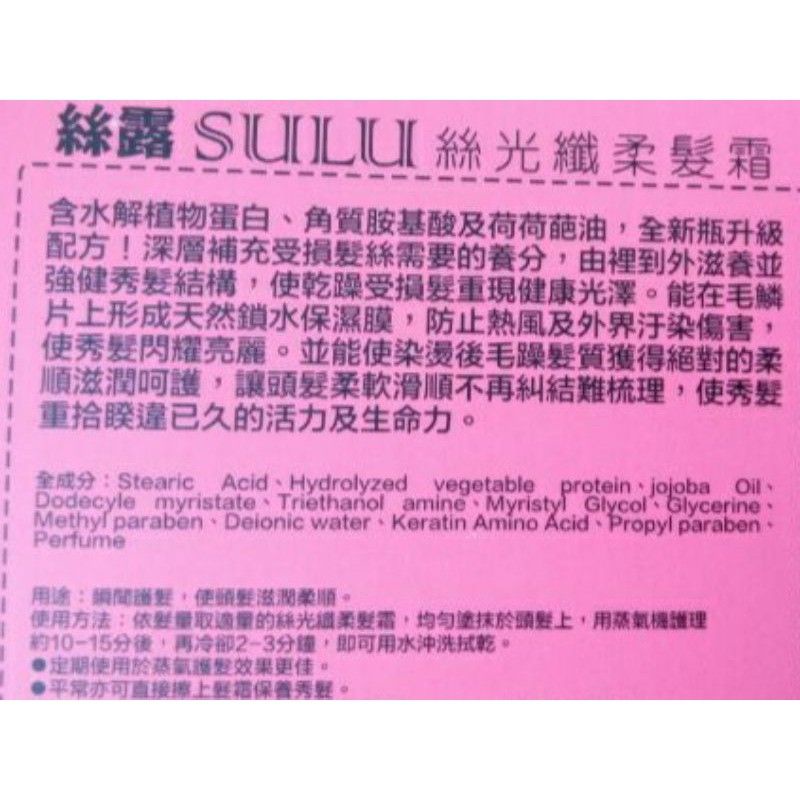 絲露 SULU 絲光纖柔髮霜
含水解植物蛋白、角質胺基酸及荷荷葩油，全新瓶升級
配方！深層補充受損髮絲需要的養分，由裡到外滋養並
強健秀髮結構，使乾躁受損髮重現健康光澤。能在毛鱗
片上形成天然鎖水保濕膜，防止熱風及外界汙染傷害，
使秀髮閃耀亮麗。並能使染燙後毛躁髮質獲得絕對的柔
順滋潤呵護，讓頭髮柔軟滑順不再糾結難梳理，使秀髮
重拾睽違已久的活力及生命力。
全成分：Stearic Acid、Hydrolyzed vegetable protein、jojoba Oil、
Dodecyle myristate、Triethanol amine、Myristyl Glycol、Glycerine、
Methyl paraben、Deionic water、Keratin Amino Acid、Propyl paraben、
Perfume
用途：瞬間護髮，使頭髮滋潤柔順。
使用方法：依髮量取適量的絲光纖柔髮霜，均勻塗抹於頭髮上，用蒸氣機護理
約10-15分後，再冷卻2-3分鐘，即可用水沖洗拭乾。
●定期使用於蒸氣護髮效果更佳。
●平常亦可直接擦上髮霜保養秀髮。